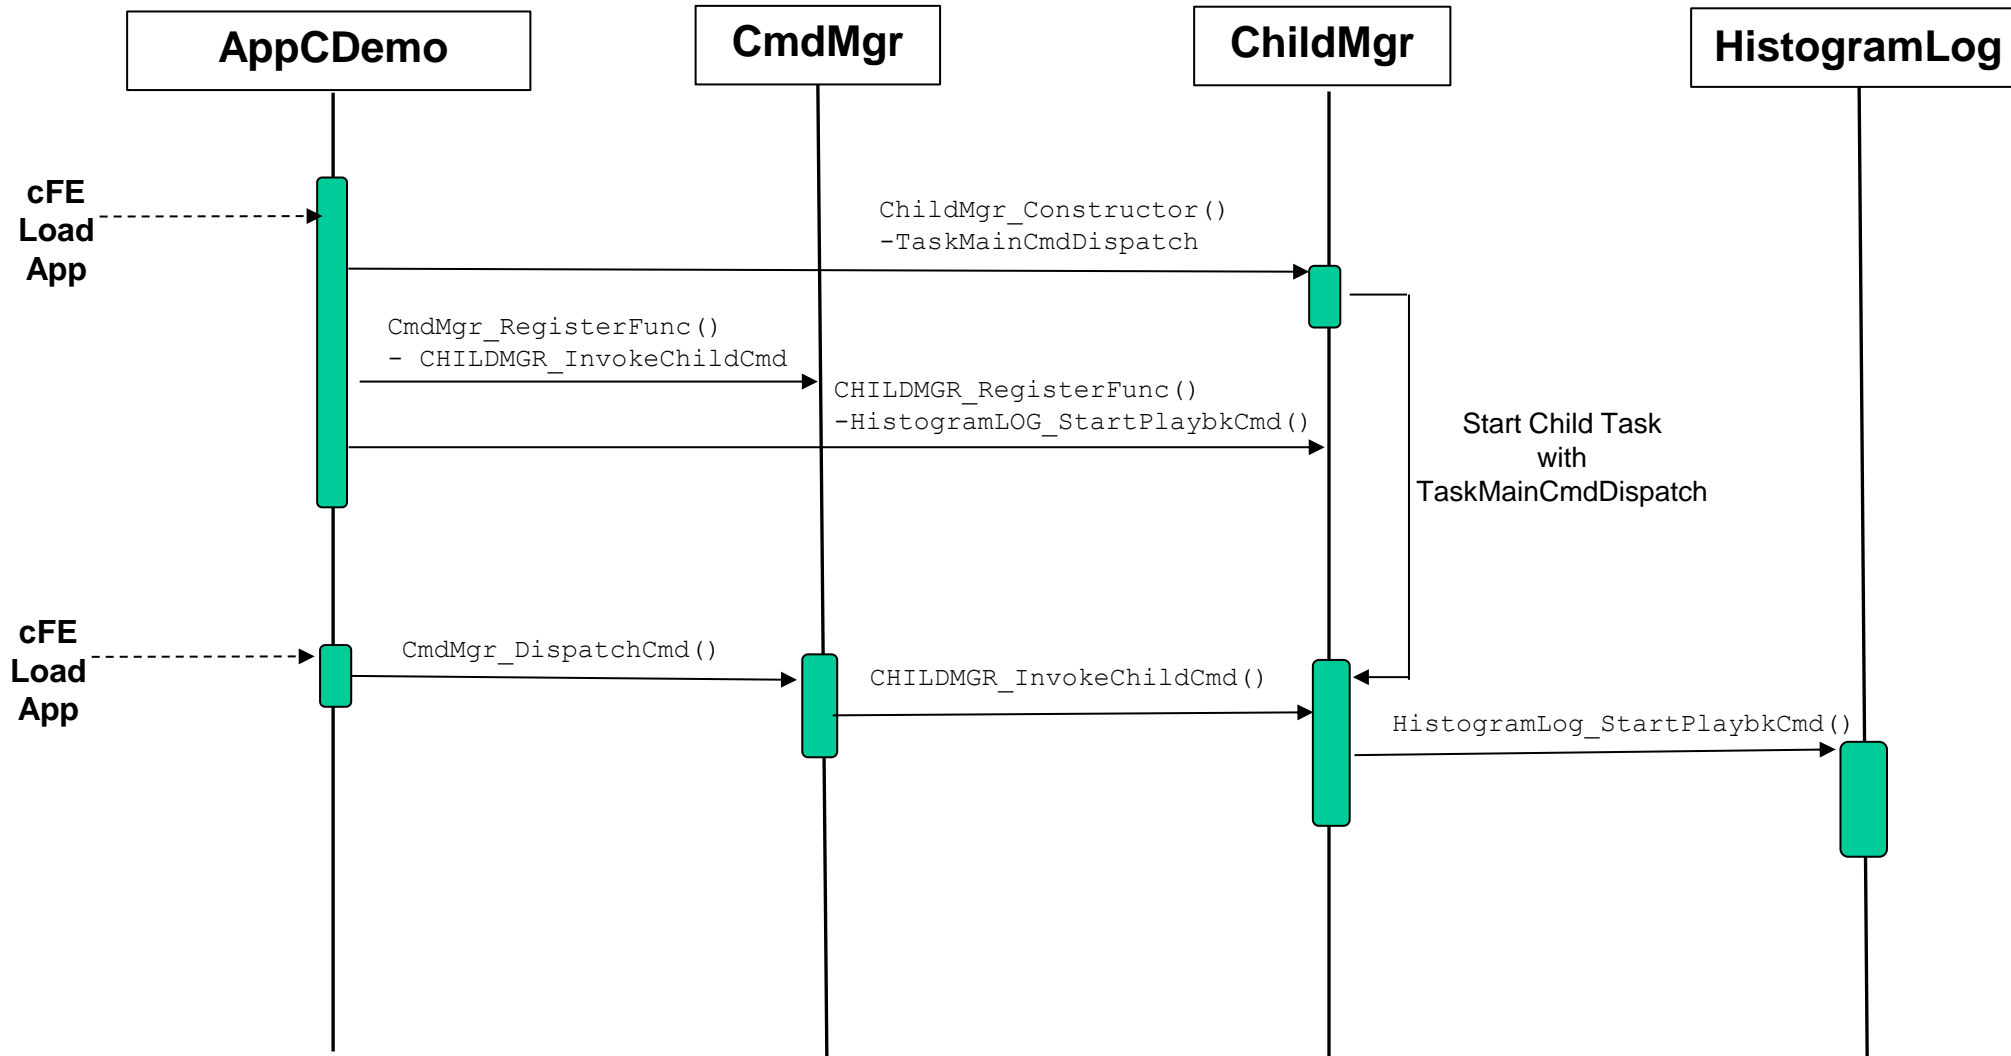 AppCDemo
CmdMgr
ChildMgr
HistogramLog
cFE
Load
App
ChildMgr_Constructor()
-TaskMainCmdDispatch
CmdMgr_RegisterFunc()
- CHILDMGR_InvokeChildCmd
CHILDMGR_RegisterFunc()
-HistogramLOG_StartPlaybkCmd()
Start Child Task
with
TaskMainCmdDispatch
cFE
Load
App
CmdMgr_DispatchCmd()
CHILDMGR_InvokeChildCmd()
HistogramLog_StartPlaybkCmd()